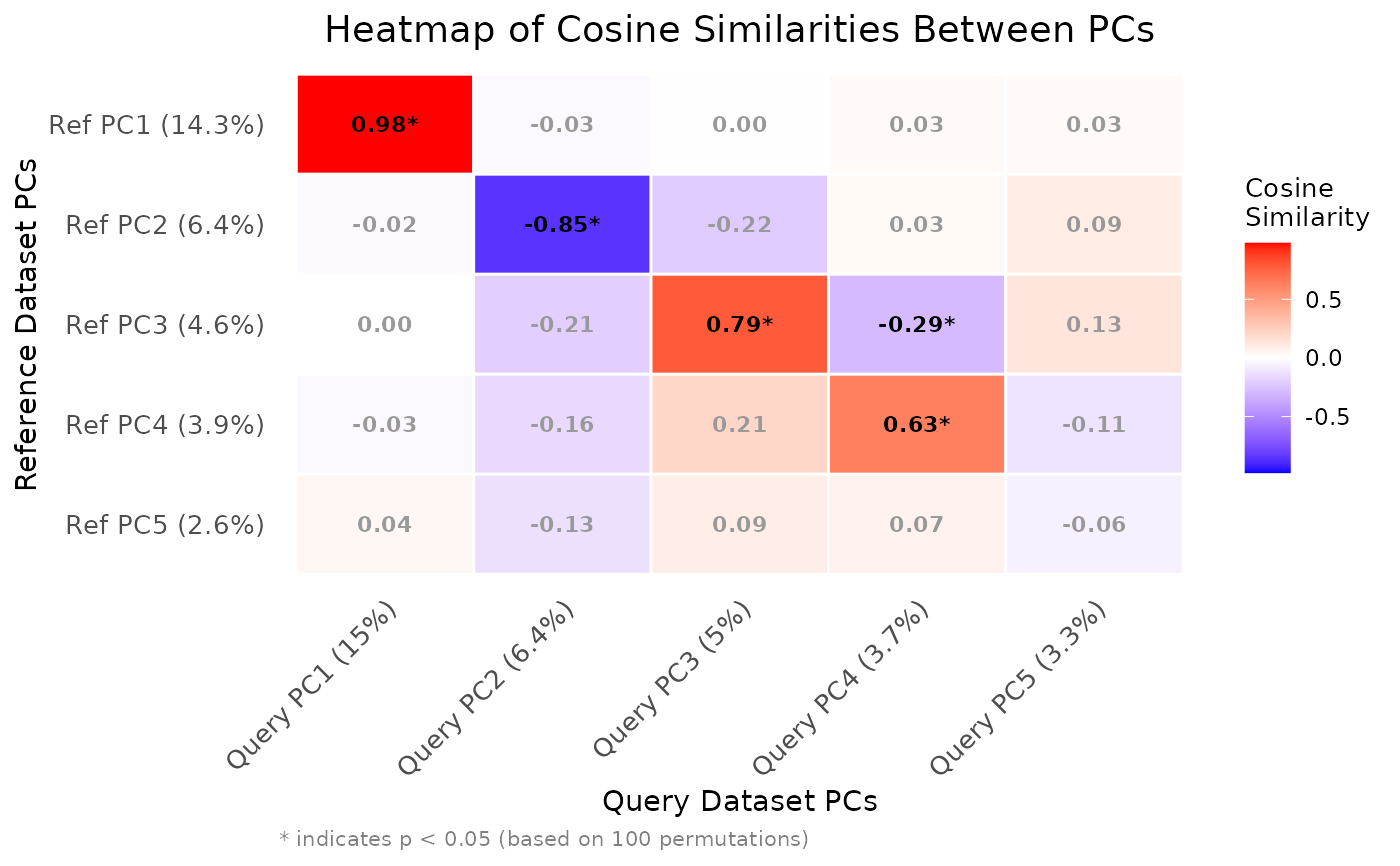 Heatmap of Cosine Similarities Between PCs
Reference Dataset PCs
Ref PC1 (14.3%) 0.98* -0.03 0.00 0.03 0.03
Ref PC2 (6.4%) -0.02 -0.85* -0.22 0.03 0.09
Ref PC3 (4.6%) 0.00 -0.21 0.79* -0.29* 0.13
Ref PC4 (3.9%) -0.03 -0.16 0.21 0.63* -0.11
Ref PC5 (2.6%) 0.04 -0.13 0.09 0.07 -0.06
Query PC1 (15%)
Query PC2 (6.4%)
Query PC3 (5%)
Query PC4 (3.7%)
Query PC5 (3.3%)
Query Dataset PCs
* indicates p < 0.05 (based on 100 permutations)
Cosine
Similarity
0.5
0.0
-0.5